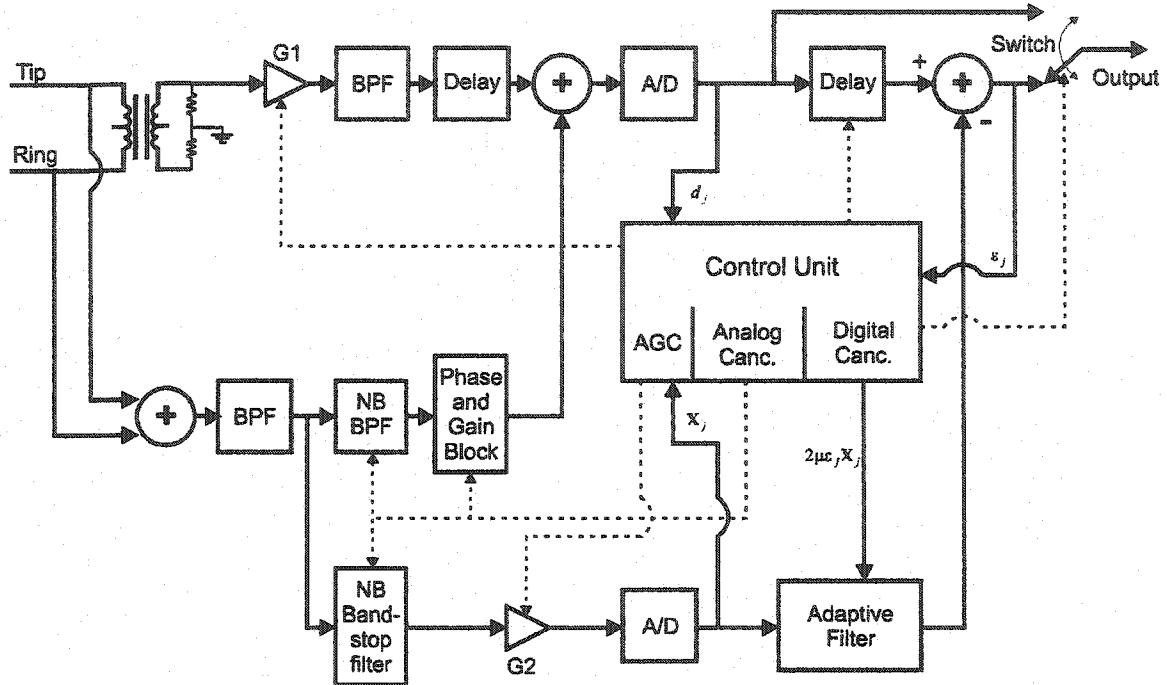 G1
Switch
Tip
BPF
Delay
+
A/D
Delay
+
+
-
Output
Ring
d_j
Control Unit
ε_j
AGC
Analog
Canc.
Digital
Canc.
+
BPF
NB
BPF
Phase
and
Gain
Block
X_j
2με_jX_j
NB
Band-
stop
filter
G2
A/D
Adaptive
Filter